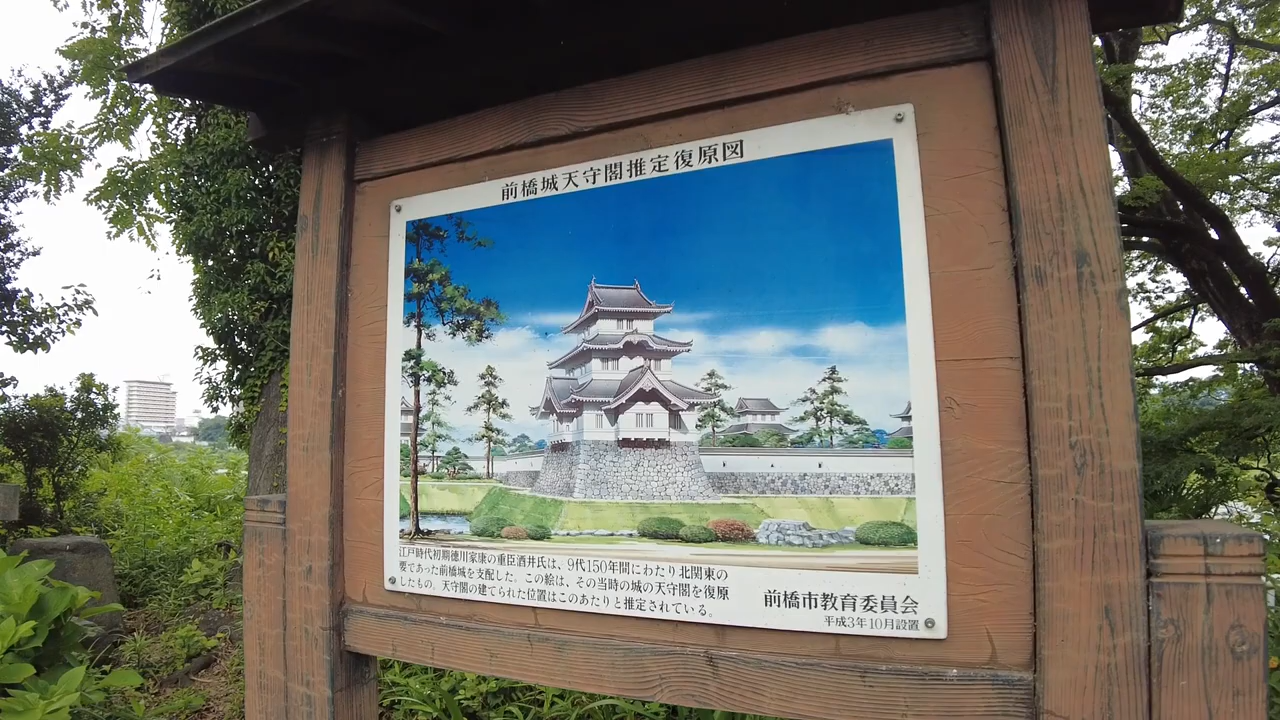 前橋城天守閣推定復原図
江戸時代初期徳川家康の重臣酒井氏は、9代150年間にわたり北関東の
要であった前橋城を支配した。この絵は、その当時の城の天守閣を復原
したもの。天守閣の建てられた位置はこのあたりと推定されている。
前橋市教育委員会
平成3年10月設置